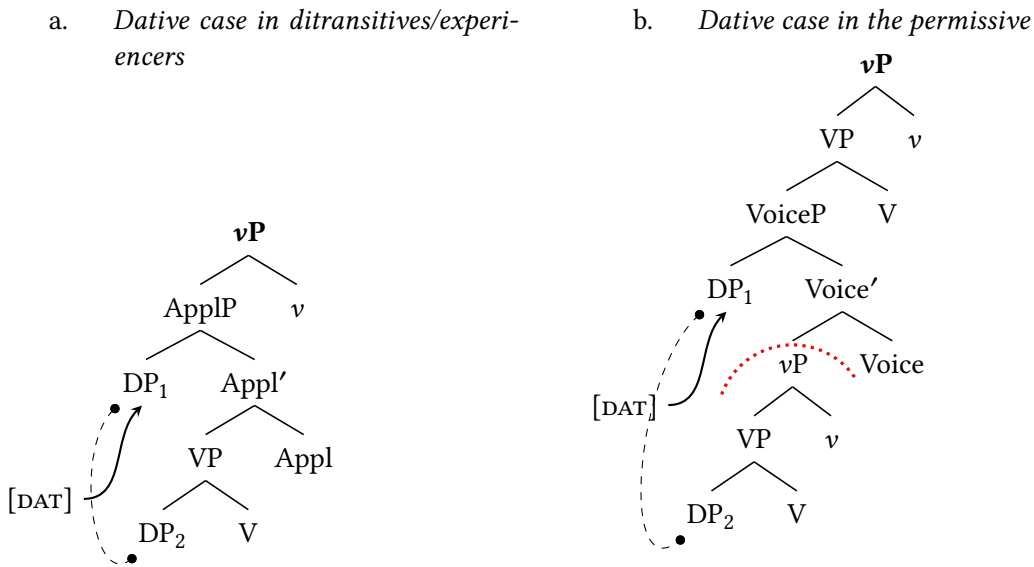 a. Dative case in ditransitives/experi-
encers
b. Dative case in the permissive
vP
VP v
VoiceP V
DP₁ Voice′
vP Voice
[DAT]
VP v
DP₂ V
vP
ApplP v
DP₁ Appl′
VP Appl
[DAT]
DP₂ V